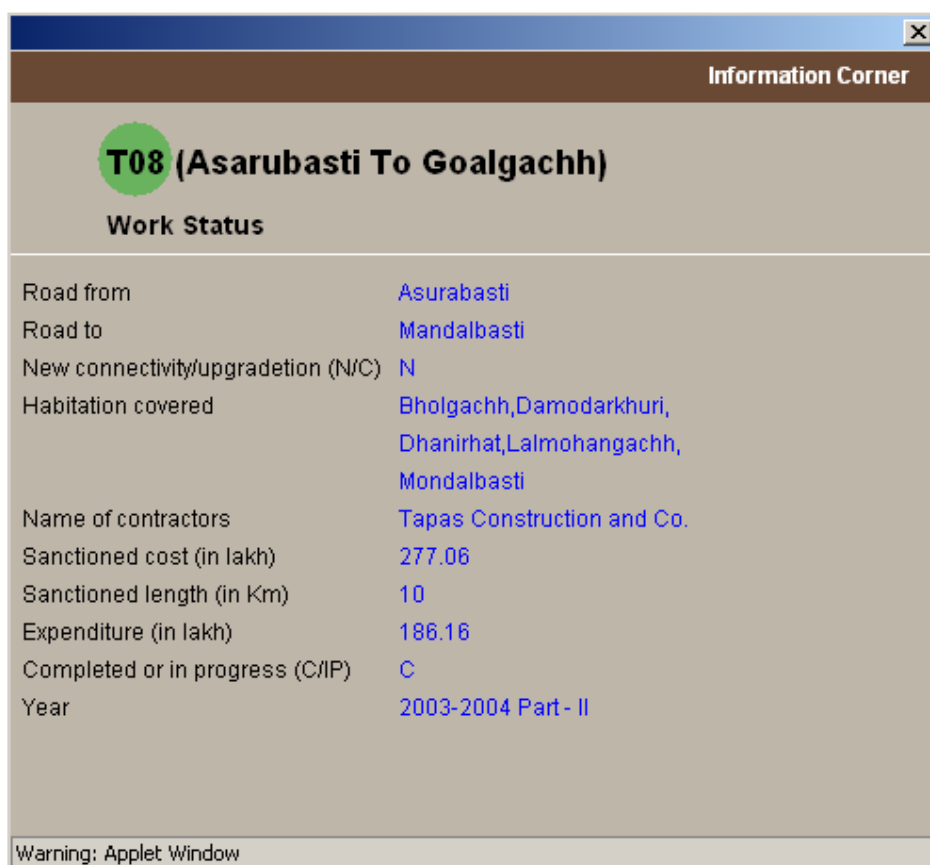 Information Corner
T08 (Asarubasti To Goalgachh)
Work Status
Road from Asurabasti
Road to Mandalbasti
New connectivity/upgradetion (N/C) N
Habitation covered Bholgachh,Damodarkhuri,
Dhanirhat,Lalmohangachh,
Mondalbasti
Name of contractors Tapas Construction and Co.
Sanctioned cost (in lakh) 277.06
Sanctioned length (in Km) 10
Expenditure (in lakh) 186.16
Completed or in progress (C/IP) C
Year 2003-2004 Part - II
Warning: Applet Window